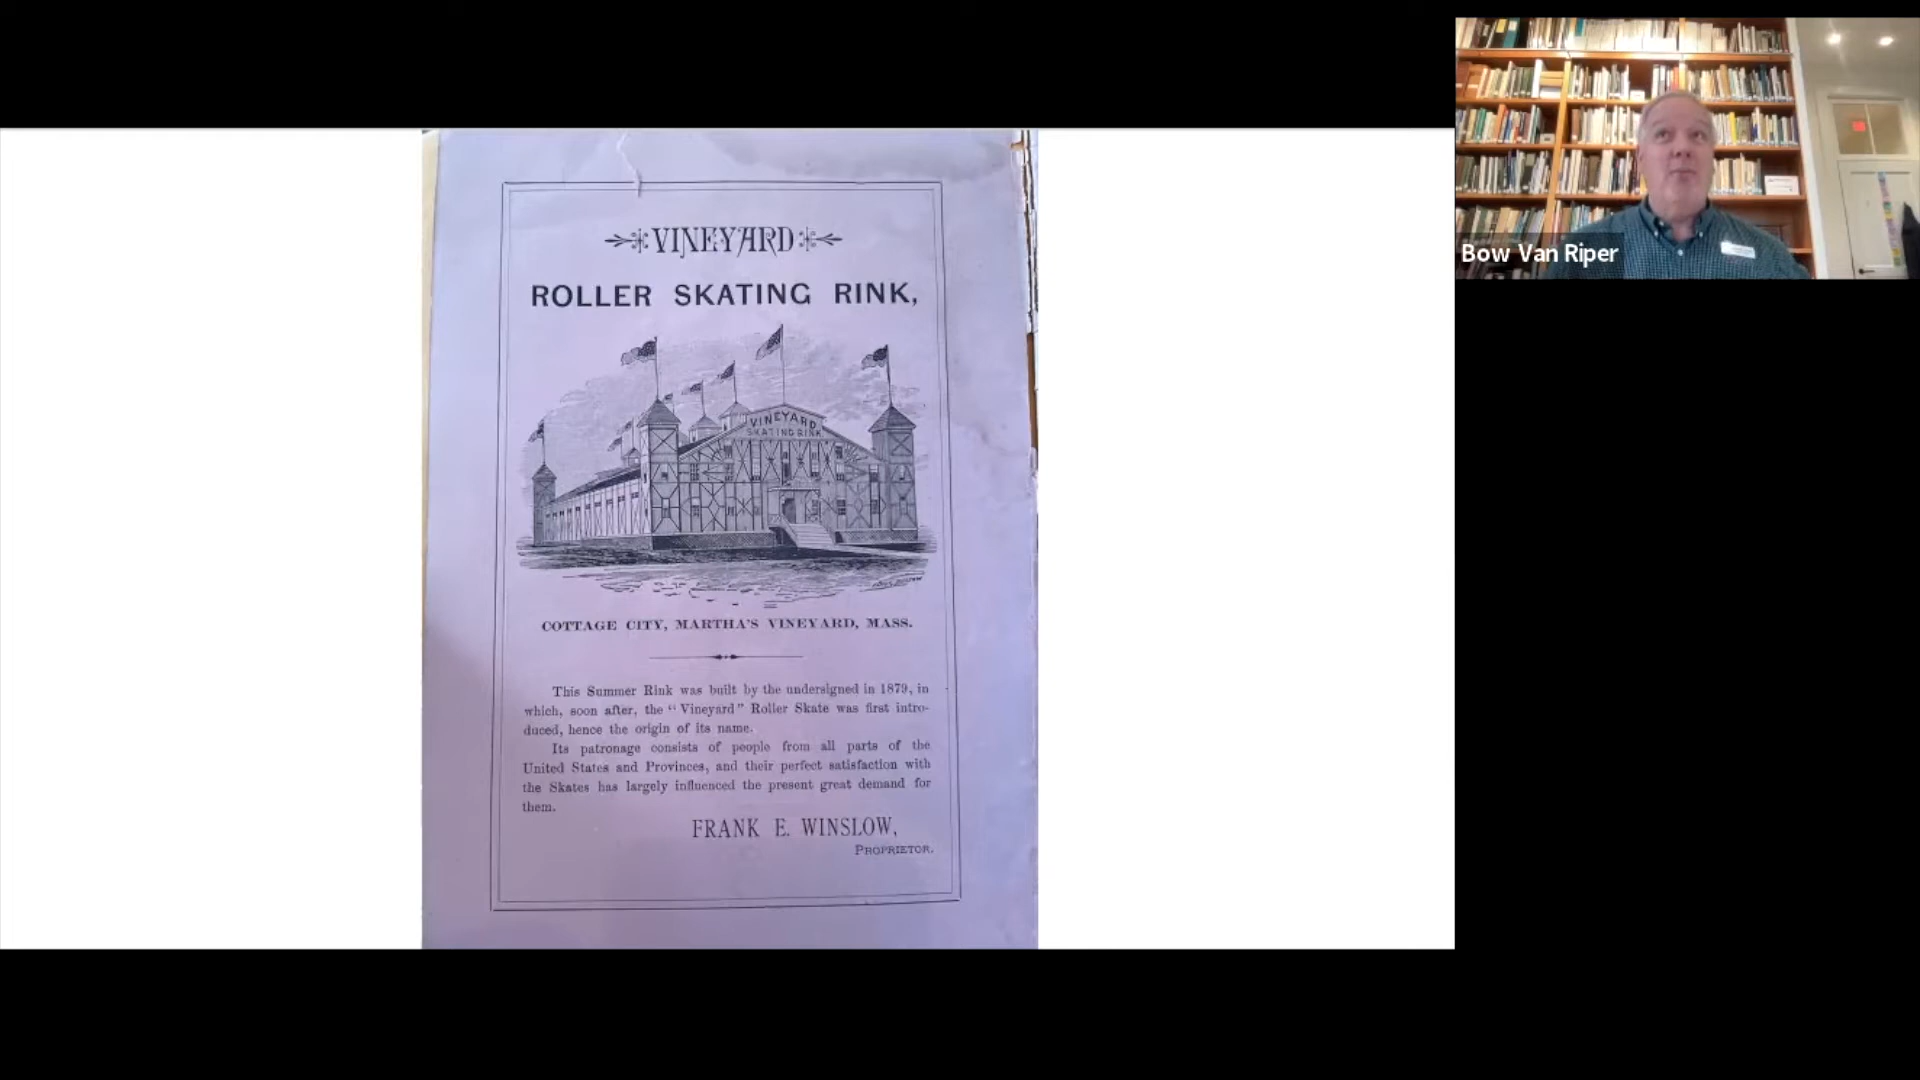 VINEYARD
ROLLER SKATING RINK,
VINEYARD
SKATING RINK
COTTAGE CITY, MARTHA'S VINEYARD, MASS.
This Summer Rink was built by the undersigned in 1879, in
which, soon after, the "Vineyard" Roller Skate was first intro-
duced, hence the origin of its name.
Its patronage consists of people from all parts of the
United States and Provinces, and their perfect satisfaction with
the Skates has largely influenced the present great demand for
them.
FRANK E. WINSLOW,
PROPRIETOR.
Bow Van Riper